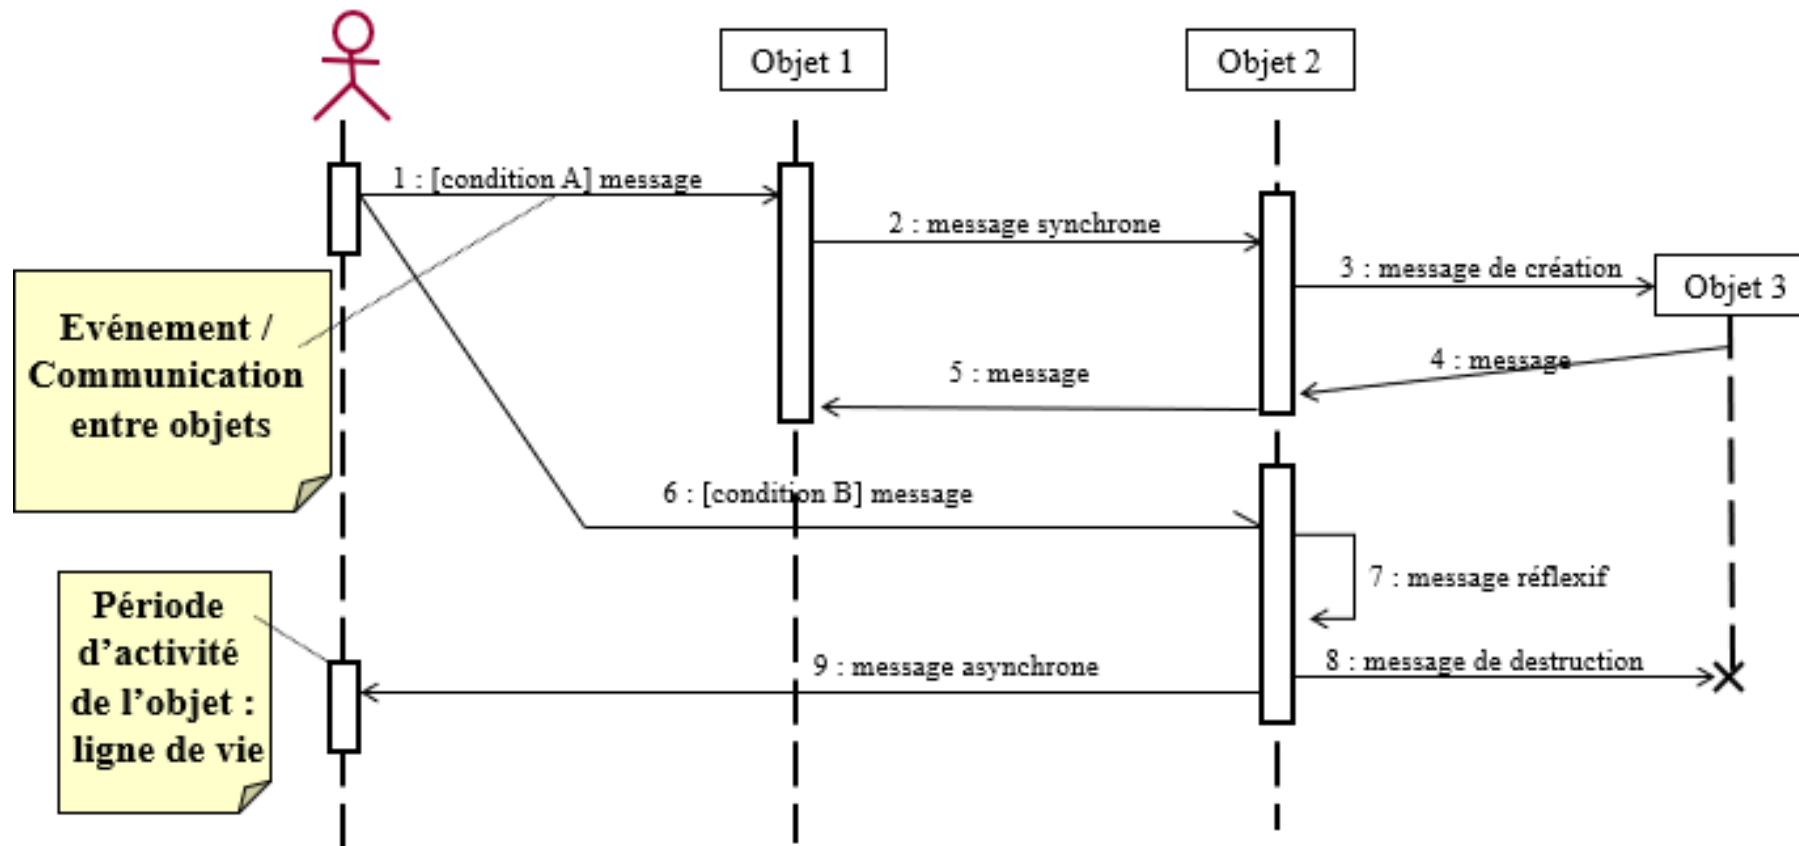 Objet 1
Objet 2
1 : [condition A] message
2 : message synchrone
3 : message de création
Objet 3
Evénement /
Communication
entre objets
4 : message
5 : message
6 : [condition B] message
7 : message réflexif
Période
d’activité
de l’objet :
ligne de vie
8 : message de destruction
9 : message asynchrone